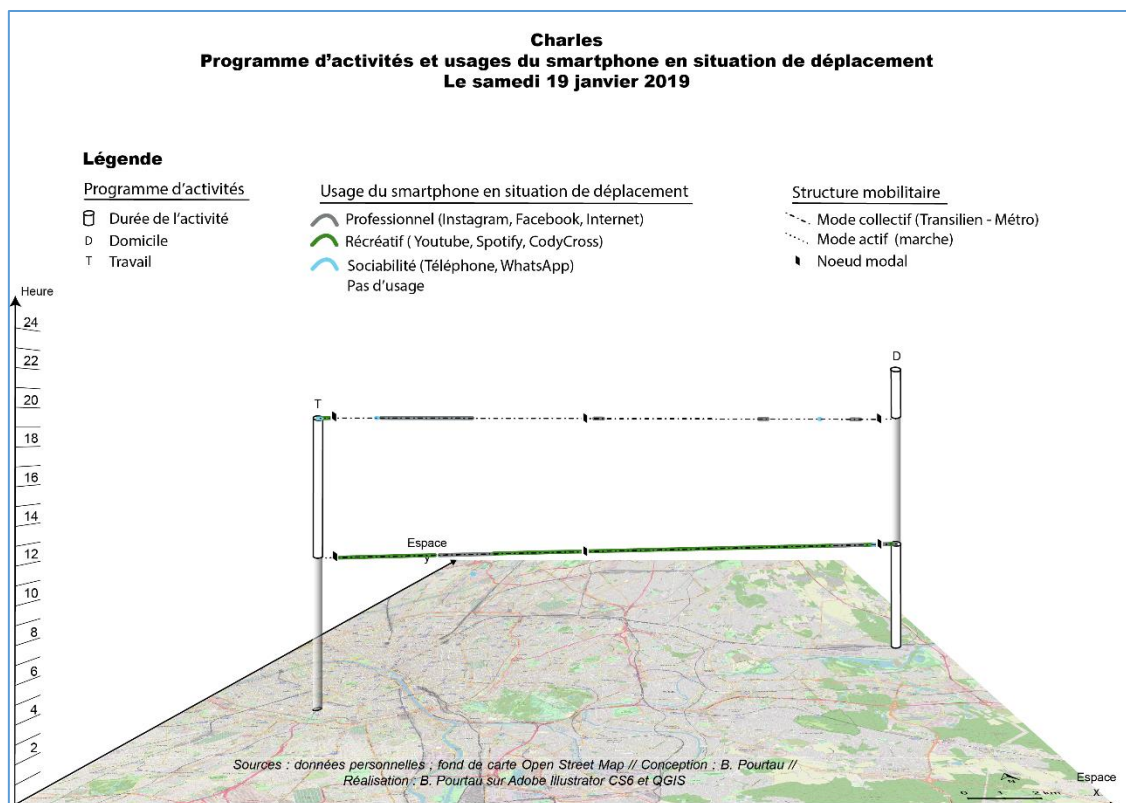 Charles
Programme d'activités et usages du smartphone en situation de déplacement
Le samedi 19 janvier 2019
Légende
Programme d'activités
Durée de l'activité
D Domicile
T Travail
Usage du smartphone en situation de déplacement
Professionnel (Instagram, Facebook, Internet)
Récréatif ( Youtube, Spotify, CodyCross)
Sociabilité (Téléphone, WhatsApp)
Pas d'usage
Structure mobilitaire
Mode collectif (Transilien - Métro)
Mode actif (marche)
Noeud modal
Heure
24
22
20
18
16
14
12
10
8
6
4
2
D
T
Espace
y
Sources : données personnelles ; fond de carte Open Street Map // Conception : B. Pourtau //
Réalisation : B. Pourtau sur Adobe Illustrator CS6 et QGIS
N
0 1 2 km
Espace
X